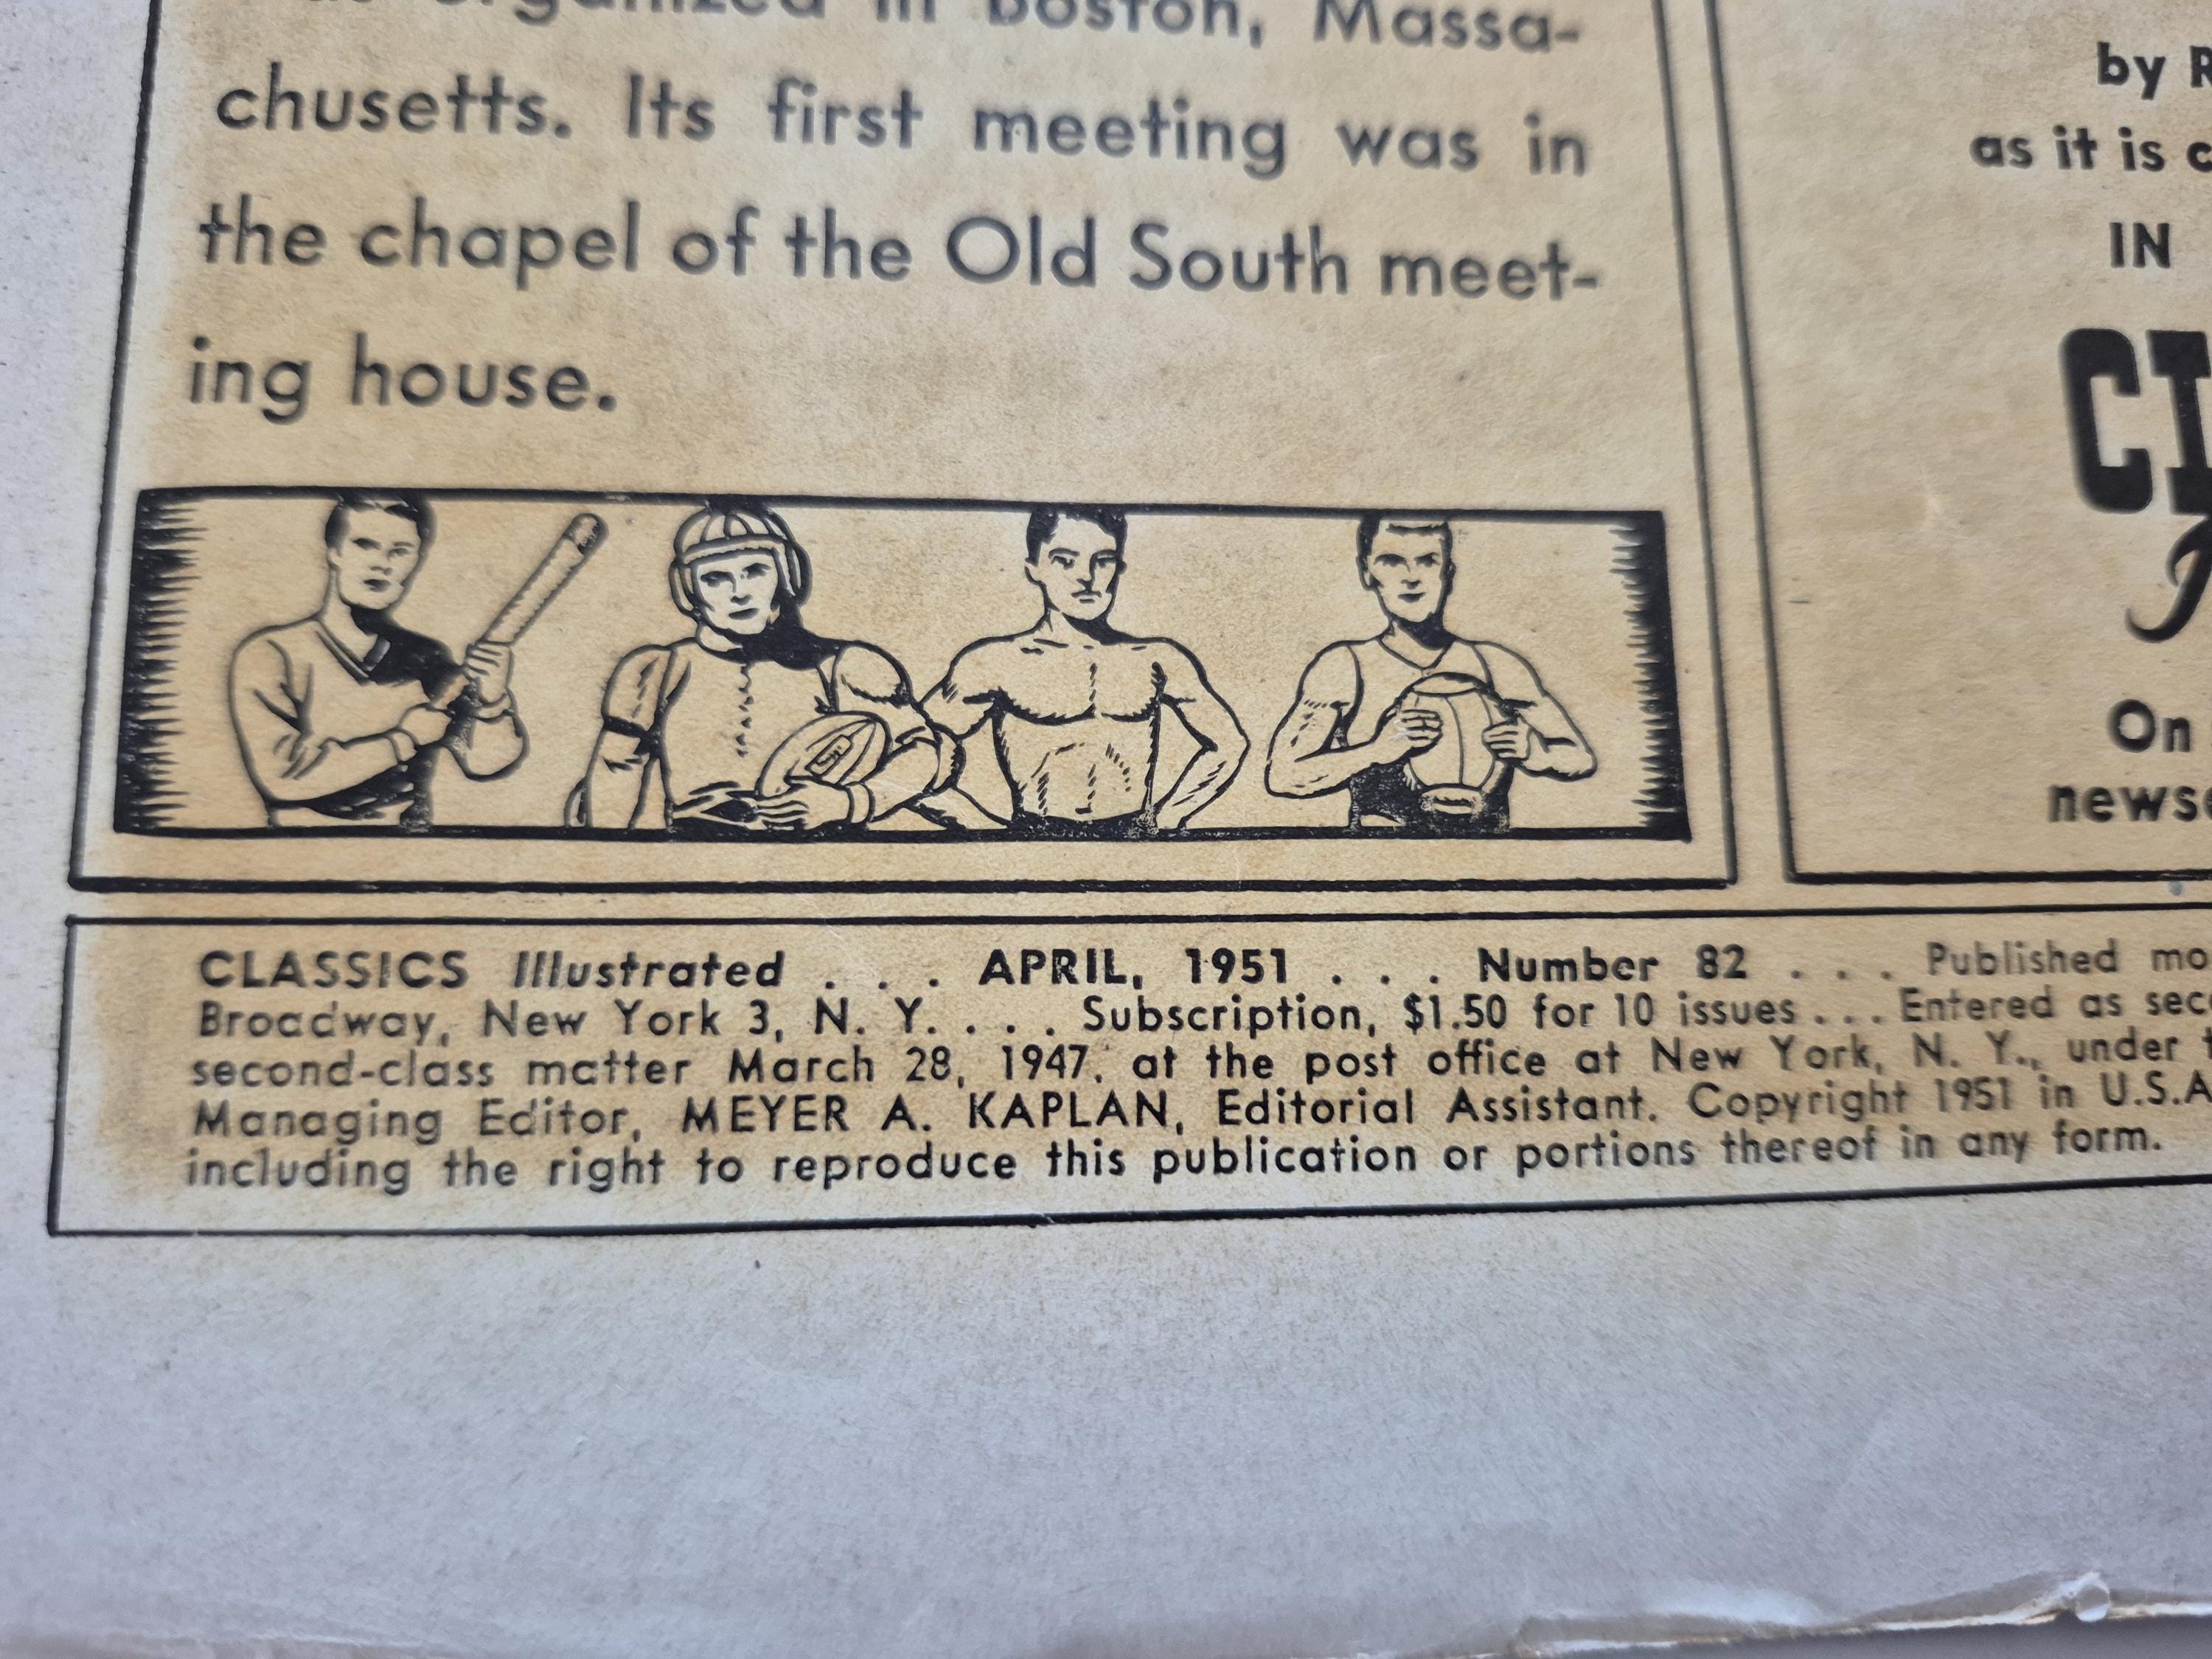 organized in Boston, Massa-
chusetts. Its first meeting was in
the chapel of the Old South meet-
ing house.
by
as it is
IN
On
CLASSICS Illustrated . . . APRIL, 1951 . . . Number 82 . . . Published
Broadway, New York 3, N. Y. . . . Subscription, $1.50 for 10 issues . . . Entered as
second-class matter March 28, 1947, at the post office at New York, N. Y., under
Managing Editor, MEYER A. KAPLAN, Editorial Assistant. Copyright 1951 in U.S.A
including the right to reproduce this publication or portions thereof in any form.